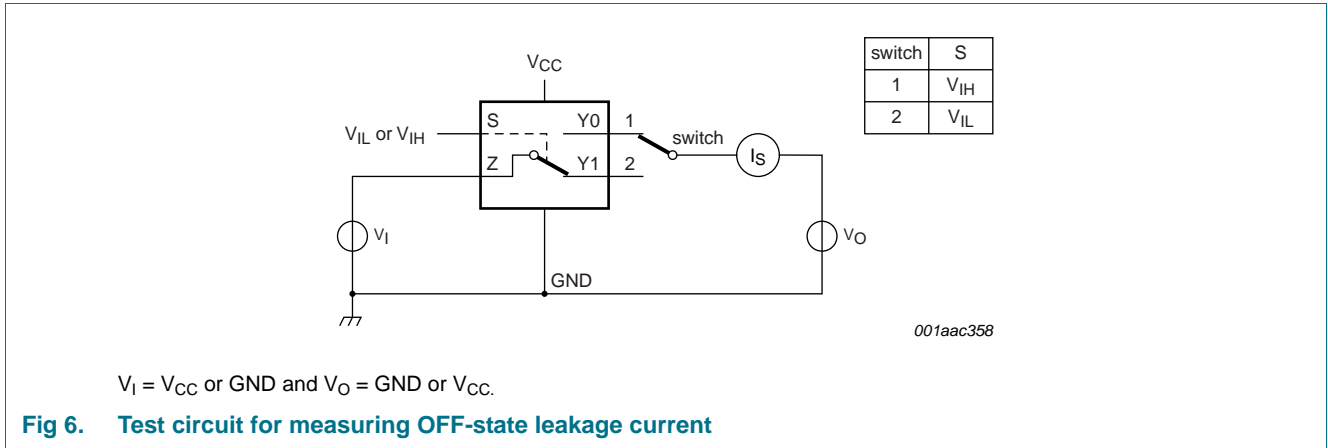 switch S
1 VIH
2 VIL
VCC
VIL or VIH
S Y0 1
switch
IS
Z Y1 2
VI
VO
GND
001aac358
VI = VCC or GND and VO = GND or VCC.
Fig 6. Test circuit for measuring OFF-state leakage current